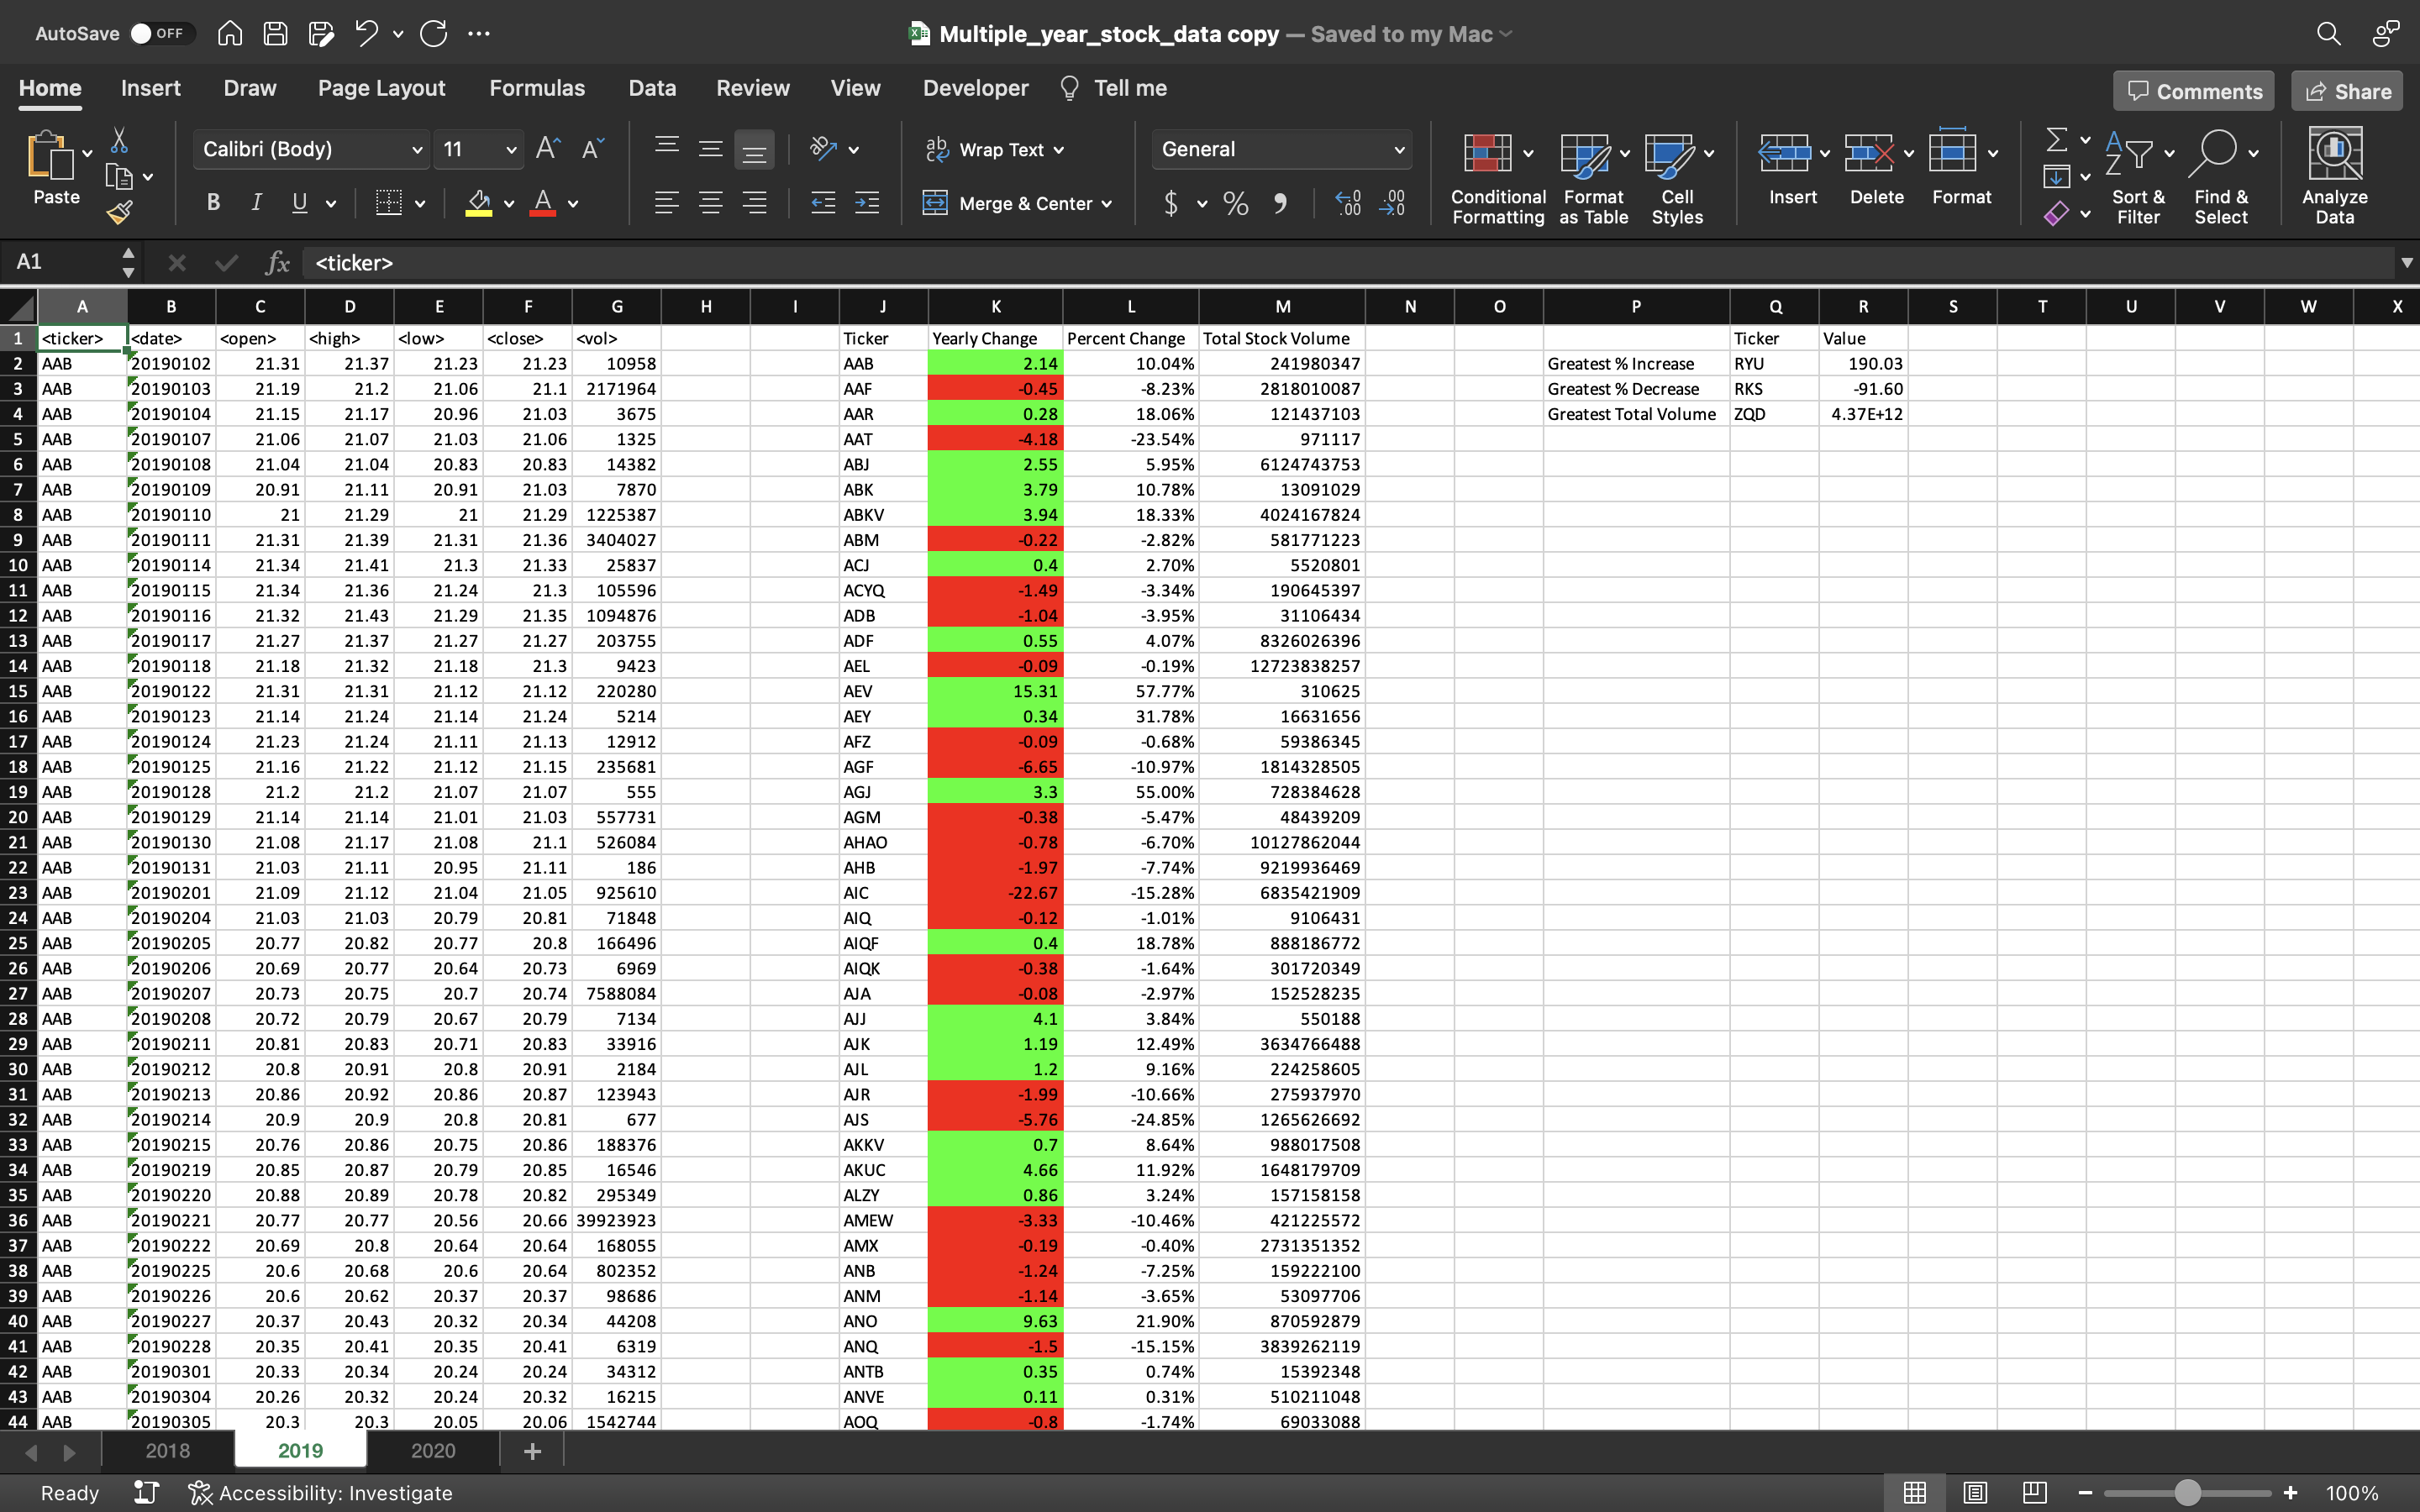 AutoSave OFF Multiple_year_stock_data copy — Saved to my Mac
Home Insert Draw Page Layout Formulas Data Review View Developer Tell me Comments Share
Paste Calibri (Body) 11 A A ab c Wrap Text General Conditional Formatting Format as Table Cell Styles Insert Delete Format Sort & Filter Find & Select Analyze Data
B I U A Merge & Center $ % 9 .00 .00
A1 fx <ticker>
A B C D E F G H I J K L M N O P Q R S T U V W X
1 <ticker> <date> <open> <high> <low> <close> <vol> Ticker Yearly Change Percent Change Total Stock Volume Ticker Value
2 AAB 20190102 21.31 21.37 21.23 21.23 10958 AAB 2.14 10.04% 241980347 Greatest % Increase RYU 190.03
3 AAB 20190103 21.19 21.2 21.06 21.1 2171964 AAF -0.45 -8.23% 2818010087 Greatest % Decrease RKS -91.60
4 AAB 20190104 21.15 21.17 20.96 21.03 3675 AAR 0.28 18.06% 121437103 Greatest Total Volume ZQD 4.37E+12
5 AAB 20190107 21.06 21.07 21.03 21.06 1325 AAT -4.18 -23.54% 971117
6 AAB 20190108 21.04 21.04 20.83 20.83 14382 ABJ 2.55 5.95% 6124743753
7 AAB 20190109 20.91 21.11 20.91 21.03 7870 ABK 3.79 10.78% 13091029
8 AAB 20190110 21 21.29 21 21.29 1225387 ABKV 3.94 18.33% 4024167824
9 AAB 20190111 21.31 21.39 21.31 21.36 3404027 ABM -0.22 -2.82% 581771223
10 AAB 20190114 21.34 21.41 21.3 21.33 25837 ACJ 0.4 2.70% 5520801
11 AAB 20190115 21.34 21.36 21.24 21.3 105596 ACYQ -1.49 -3.34% 190645397
12 AAB 20190116 21.32 21.43 21.29 21.35 1094876 ADB -1.04 -3.95% 31106434
13 AAB 20190117 21.27 21.37 21.27 21.27 203755 ADF 0.55 4.07% 8326026396
14 AAB 20190118 21.18 21.32 21.18 21.3 9423 AEL -0.09 -0.19% 12723838257
15 AAB 20190122 21.31 21.31 21.12 21.12 220280 AEV 15.31 57.77% 310625
16 AAB 20190123 21.14 21.24 21.14 21.24 5214 AEY 0.34 31.78% 16631656
17 AAB 20190124 21.23 21.24 21.11 21.13 12912 AFZ -0.09 -0.68% 59386345
18 AAB 20190125 21.16 21.22 21.12 21.15 235681 AGF -6.65 -10.97% 1814328505
19 AAB 20190128 21.2 21.2 21.07 21.07 555 AGJ 3.3 55.00% 728384628
20 AAB 20190129 21.14 21.14 21.01 21.03 557731 AGM -0.38 -5.47% 48439209
21 AAB 20190130 21.08 21.17 21.08 21.1 526084 AHAO -0.78 -6.70% 10127862044
22 AAB 20190131 21.03 21.11 20.95 21.11 186 AHB -1.97 -7.74% 9219936469
23 AAB 20190201 21.09 21.12 21.04 21.05 925610 AIC -22.67 -15.28% 6835421909
24 AAB 20190204 21.03 21.03 20.79 20.81 71848 AIQ -0.12 -1.01% 9106431
25 AAB 20190205 20.77 20.82 20.77 20.8 166496 AIQF 0.4 18.78% 888186772
26 AAB 20190206 20.69 20.77 20.64 20.73 6969 AIQK -0.38 -1.64% 301720349
27 AAB 20190207 20.73 20.75 20.7 20.74 7588084 AJA -0.08 -2.97% 152528235
28 AAB 20190208 20.72 20.79 20.67 20.79 7134 AJJ 4.1 3.84% 550188
29 AAB 20190211 20.81 20.83 20.71 20.83 33916 AJK 1.19 12.49% 3634766488
30 AAB 20190212 20.8 20.91 20.8 20.91 2184 AJL 1.2 9.16% 224258605
31 AAB 20190213 20.86 20.92 20.86 20.87 123943 AJR -1.99 -10.66% 275937970
32 AAB 20190214 20.9 20.9 20.8 20.81 677 AJS -5.76 -24.85% 1265626692
33 AAB 20190215 20.76 20.86 20.75 20.86 188376 AKKV 0.7 8.64% 988017508
34 AAB 20190219 20.85 20.87 20.79 20.85 16546 AKUC 4.66 11.92% 1648179709
35 AAB 20190220 20.88 20.89 20.78 20.82 295349 ALZY 0.86 3.24% 157158158
36 AAB 20190221 20.77 20.77 20.56 20.66 39923923 AMEW -3.33 -10.46% 421225572
37 AAB 20190222 20.69 20.8 20.64 20.64 168055 AMX -0.19 -0.40% 2731351352
38 AAB 20190225 20.6 20.68 20.6 20.64 802352 ANB -1.24 -7.25% 159222100
39 AAB 20190226 20.6 20.62 20.37 20.37 98686 ANM -1.14 -3.65% 53097706
40 AAB 20190227 20.37 20.43 20.32 20.34 44208 ANO 9.63 21.90% 870592879
41 AAB 20190228 20.35 20.41 20.35 20.41 6319 ANQ -1.5 -15.15% 3839262119
42 AAB 20190301 20.33 20.34 20.24 20.24 34312 ANTB 0.35 0.74% 15392348
43 AAB 20190304 20.26 20.32 20.24 20.32 16215 ANVE 0.11 0.31% 510211048
44 AAB 20190305 20.3 20.3 20.05 20.06 1542744 AOQ -0.8 -1.74% 69033088
2018 2019 2020 +
Ready Accessibility: Investigate 100%